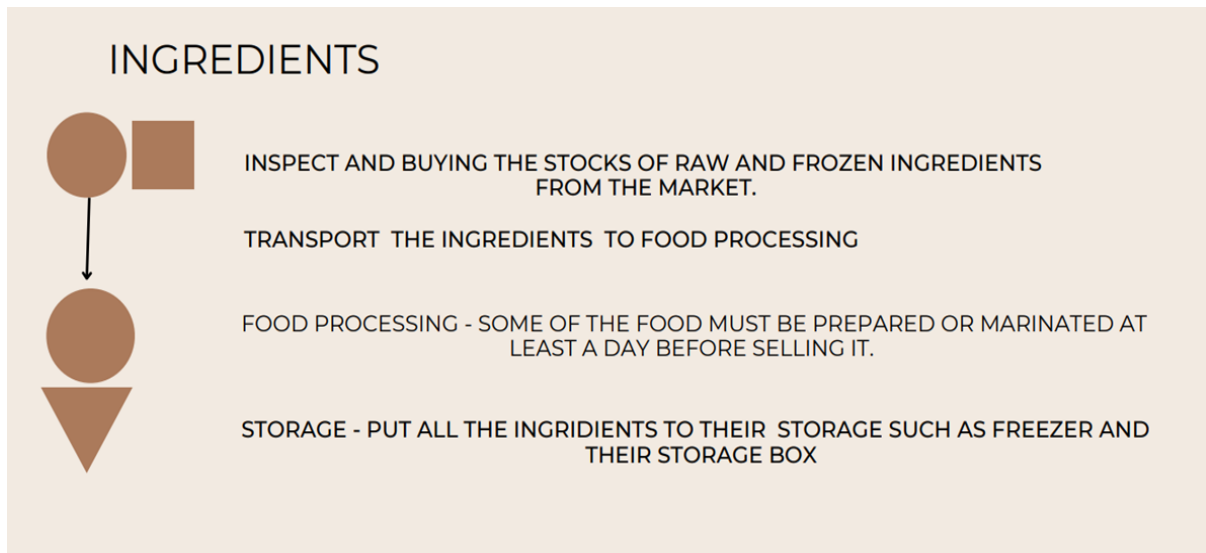 INGREDIENTS
INSPECT AND BUYING THE STOCKS OF RAW AND FROZEN INGREDIENTS
FROM THE MARKET.
TRANSPORT THE INGREDIENTS TO FOOD PROCESSING
FOOD PROCESSING - SOME OF THE FOOD MUST BE PREPARED OR MARINATED AT
LEAST A DAY BEFORE SELLING IT.
STORAGE - PUT ALL THE INGRIDIENTS TO THEIR STORAGE SUCH AS FREEZER AND
THEIR STORAGE BOX